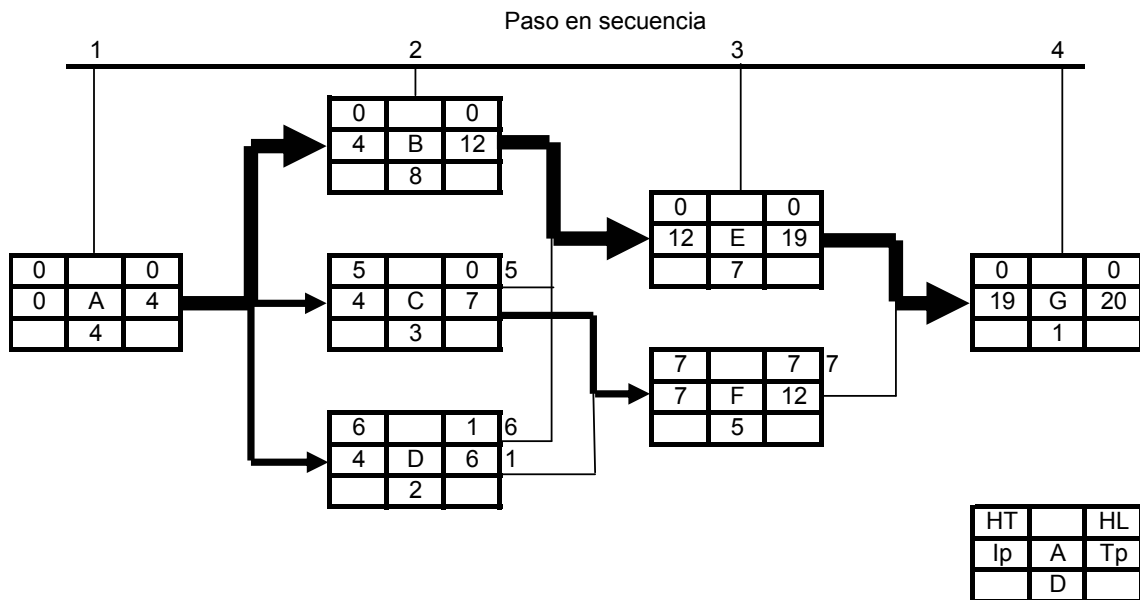 Paso en secuencia
1 2 3 4
0 0
4 B 12
8
0 0
12 E 19
7
0 0
0 A 4
4
5 0 5
4 C 7
3
0 0
19 G 20
1
7 7 7
7 F 12
5
6 1 6
4 D 6 1
2
HT HL
Ip A Tp
D